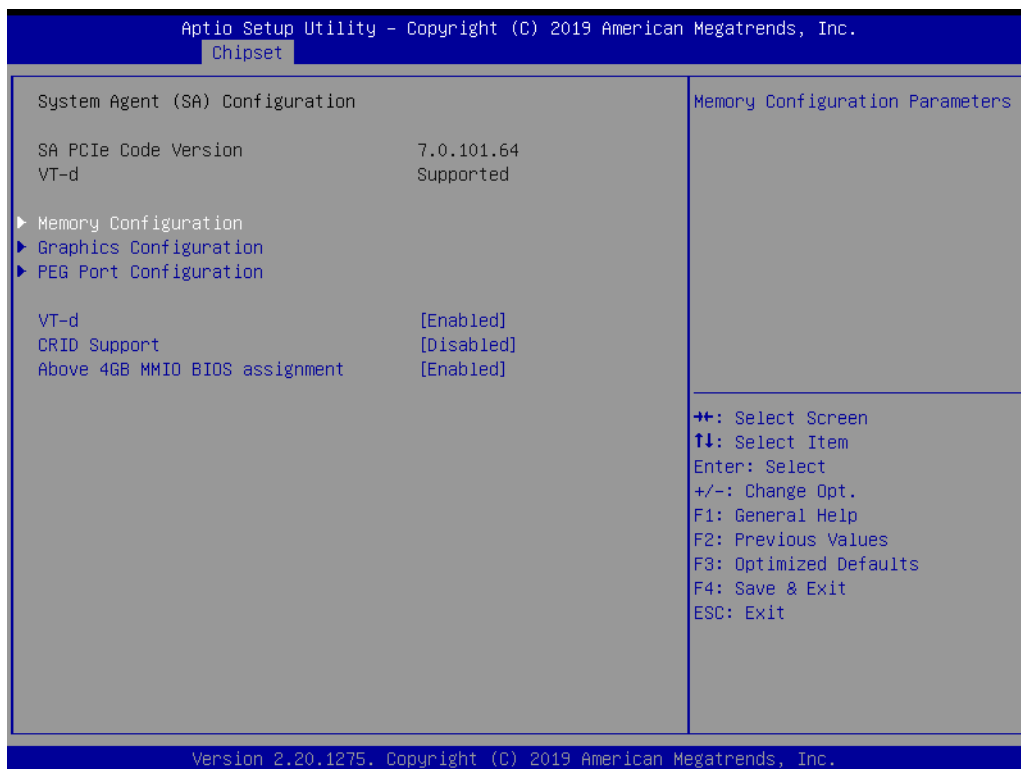 Aptio Setup Utility – Copyright (C) 2019 American Megatrends, Inc.
Chipset
System Agent (SA) Configuration
SA PCIe Code Version 7.0.101.64
VT-d Supported
Memory Configuration
Graphics Configuration
PEG Port Configuration
VT-d [Enabled]
CRID Support [Disabled]
Above 4GB MMIO BIOS assignment [Enabled]
Memory Configuration Parameters
→←: Select Screen
↑↓: Select Item
Enter: Select
+/-: Change Opt.
F1: General Help
F2: Previous Values
F3: Optimized Defaults
F4: Save & Exit
ESC: Exit
Version 2.20.1275. Copyright (C) 2019 American Megatrends, Inc.